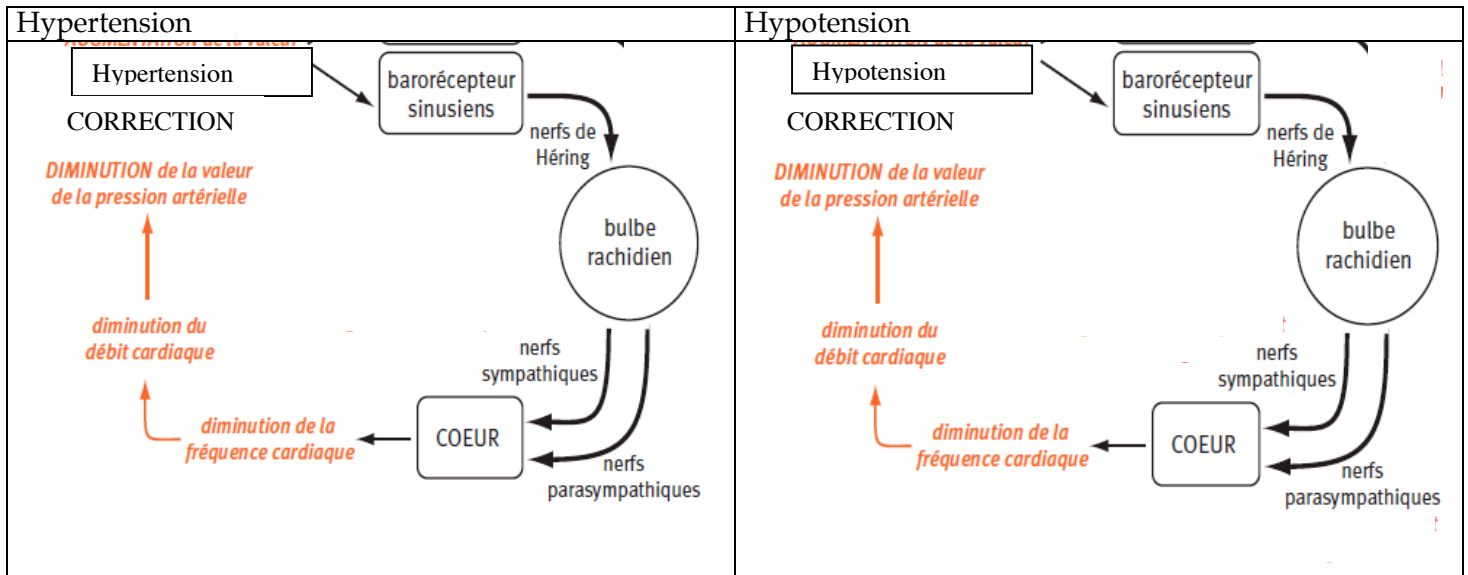 Hypertension
Hypertension
CORRECTION
DIMINUTION de la valeur
de la pression artérielle
diminution du
débit cardiaque
diminution de la
fréquence cardiaque
barorécepteur
sinusiens
nerfs de
Héring
bulbe
rachidien
nerfs
sympathiques
COEUR
nerfs
parasympathiques
Hypotension
Hypotension
CORRECTION
DIMINUTION de la valeur
de la pression artérielle
diminution du
débit cardiaque
diminution de la
fréquence cardiaque
barorécepteur
sinusiens
nerfs de
Héring
bulbe
rachidien
nerfs
sympathiques
COEUR
nerfs
parasympathiques